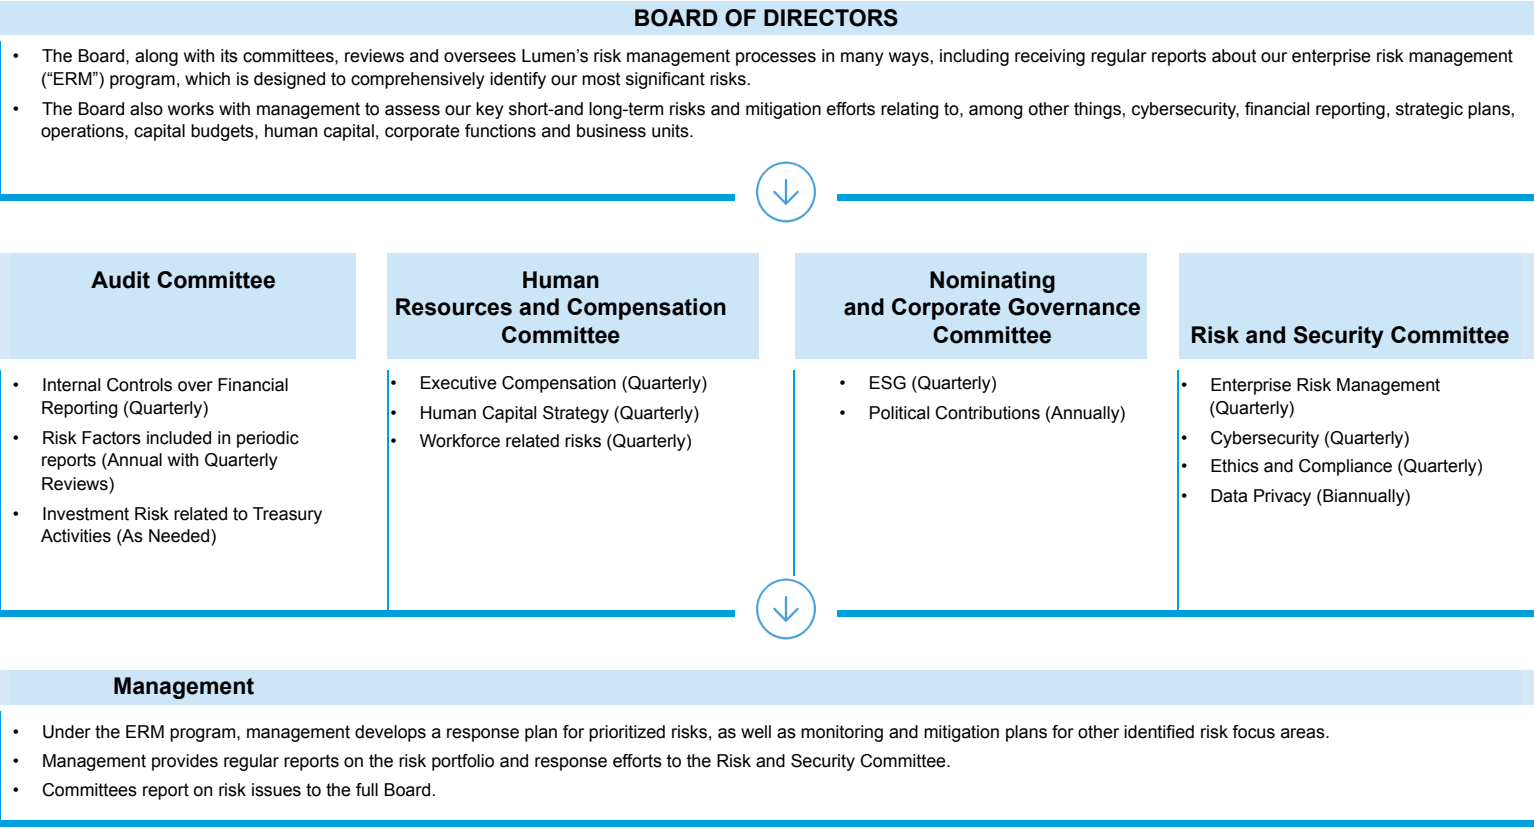 BOARD OF DIRECTORS
• The Board, along with its committees, reviews and oversees Lumen’s risk management processes in many ways, including receiving regular reports about our enterprise risk management
(“ERM”) program, which is designed to comprehensively identify our most significant risks.
• The Board also works with management to assess our key short-and long-term risks and mitigation efforts relating to, among other things, cybersecurity, financial reporting, strategic plans,
operations, capital budgets, human capital, corporate functions and business units.
Audit Committee
• Internal Controls over Financial
Reporting (Quarterly)
• Risk Factors included in periodic
reports (Annual with Quarterly
Reviews)
• Investment Risk related to Treasury
Activities (As Needed)
Human
Resources and Compensation
Committee
• Executive Compensation (Quarterly)
• Human Capital Strategy (Quarterly)
• Workforce related risks (Quarterly)
Nominating
and Corporate Governance
Committee
• ESG (Quarterly)
• Political Contributions (Annually)
Risk and Security Committee
• Enterprise Risk Management
(Quarterly)
• Cybersecurity (Quarterly)
• Ethics and Compliance (Quarterly)
• Data Privacy (Biannually)
Management
• Under the ERM program, management develops a response plan for prioritized risks, as well as monitoring and mitigation plans for other identified risk focus areas.
• Management provides regular reports on the risk portfolio and response efforts to the Risk and Security Committee.
• Committees report on risk issues to the full Board.